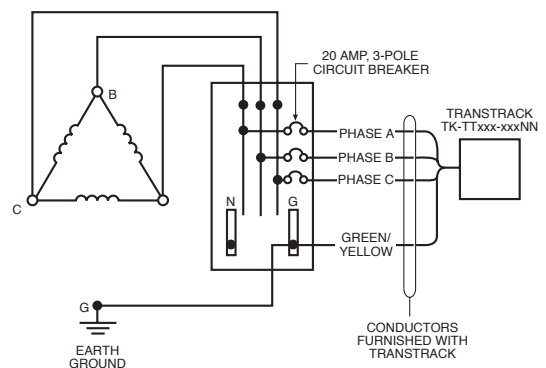 20 AMP, 3-POLE
CIRCUIT BREAKER
B
TRANSTRACK
TK-TTxxx-xxxNN
PHASE A
PHASE B
PHASE C
C
N
G
GREEN/
YELLOW
G
EARTH
GROUND
CONDUCTORS
FURNISHED WITH
TRANSTRACK